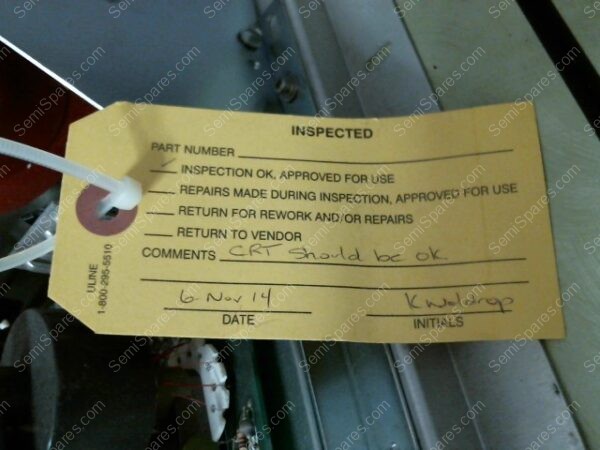 INSPECTED
PART NUMBER
✓ INSPECTION OK, APPROVED FOR USE
REPAIRS MADE DURING INSPECTION, APPROVED FOR USE
RETURN FOR REWORK AND/OR REPAIRS
RETURN TO VENDOR
COMMENTS CRT should be ok.
6 Nov 14 K Waldrop
DATE INITIALS
ULINE
1-800-295-5510
SemiSpares.com